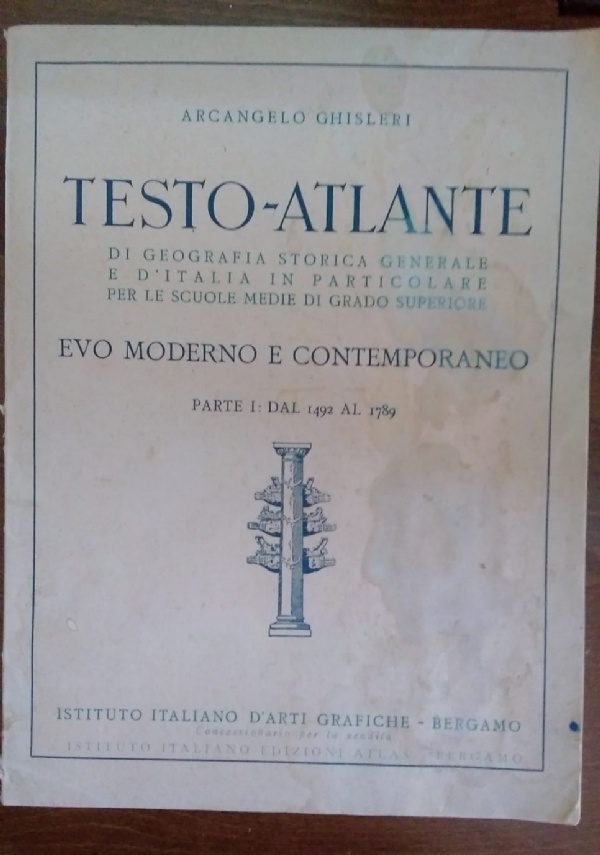 ARCANGELO GHISLERI
TESTO-ATLANTE
DI GEOGRAFIA STORICA GENERALE
E D'ITALIA IN PARTICOLARE
PER LE SCUOLE MEDIE DI GRADO SUPERIORE
EVO MODERNO E CONTEMPORANEO
PARTE I: DAL 1492 AL 1789
ISTITUTO ITALIANO D'ARTI GRAFICHE - BERGAMO
Concessionario per la vendita
ISTITUTO ITALIANO EDIZIONI ATLAS - BERGAMO